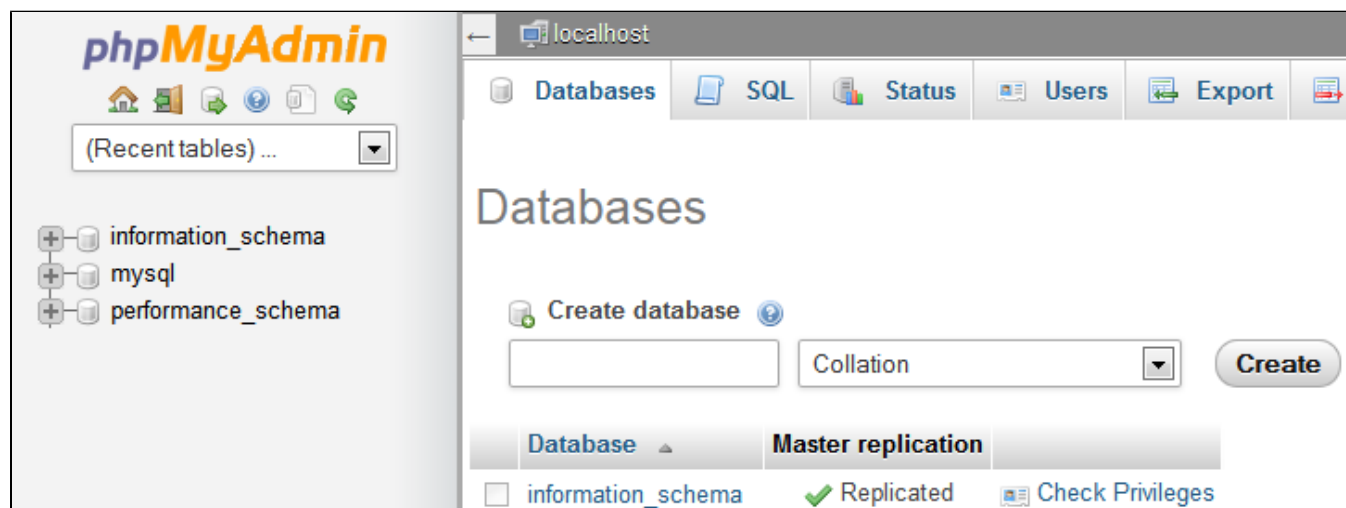 phpMyAdmin
(Recent tables) ...
information_schema
mysql
performance_schema
localhost
Databases SQL Status Users Export
Databases
Create database
Collation Create
Database Master replication
information_schema Replicated Check Privileges